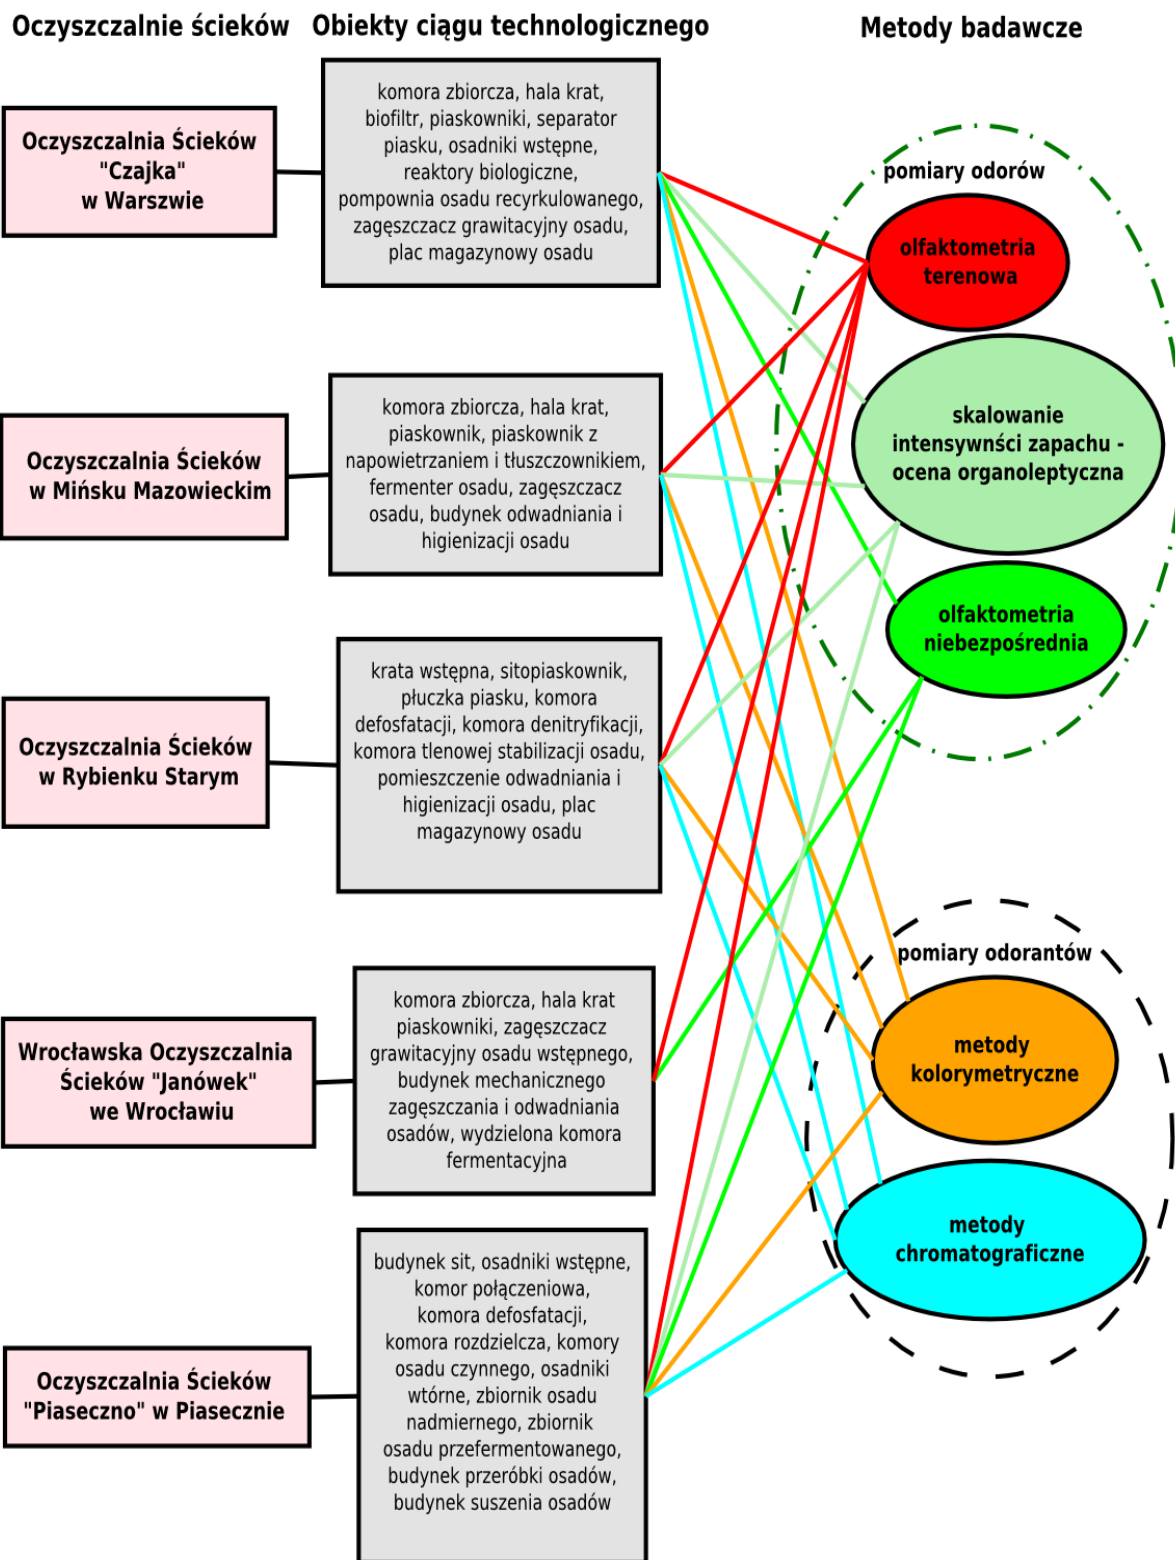 Oczyszczalnie ścieków
Obiekty ciągu technologicznego
Metody badawcze
Oczyszczalnia Ścieków
"Czajka"
w Warszwie
komora zbiorcza, hala krat,
biofiltr, piaskowniki, separator
piasku, osadniki wstępne,
reaktory biologiczne,
pompownia osadu recyrkulowanego,
zagęszczacz grawitacyjny osadu,
plac magazynowy osadu
Oczyszczalnia Ścieków
w Mińsku Mazowieckim
komora zbiorcza, hala krat,
piaskownik, piaskownik z
napowietrzaniem i tłuszczownikiem,
fermenter osadu, zagęszczacz
osadu, budynek odwadniania i
higienizacji osadu
Oczyszczalnia Ścieków
w Rybienku Starym
krata wstępna, sitopiaskownik,
płuczka piasku, komora
defosfatacji, komora denitryfikacji,
komora tlenowej stabilizacji osadu,
pomieszczenie odwadniania i
higienizacji osadu, plac
magazynowy osadu
Wrocławska Oczyszczalnia
Ścieków "Janówek"
we Wrocławiu
komora zbiorcza, hala krat
piaskowniki, zagęszczacz
grawitacyjny osadu wstępnego,
budynek mechanicznego
zagęszczania i odwadniania
osadów, wydzielona komora
fermentacyjna
Oczyszczalnia Ścieków
"Piaseczno" w Piasecznie
budynek sit, osadniki wstępne,
komor połączeniowa,
komora defosfatacji,
komora rozdzielcza, komory
osadu czynnego, osadniki
wtórne, zbiornik osadu
nadmiernego, zbiornik
osadu przefermentowanego,
budynek przeróbki osadów,
budynek suszenia osadów
pomiary odorów
olfaktometria
terenowa
skalowanie
intensywnści zapachu -
ocena organoleptyczna
olfaktometria
niebezpośrednia
pomiary odorantów
metody
kolorymetryczne
metody
chromatograficzne